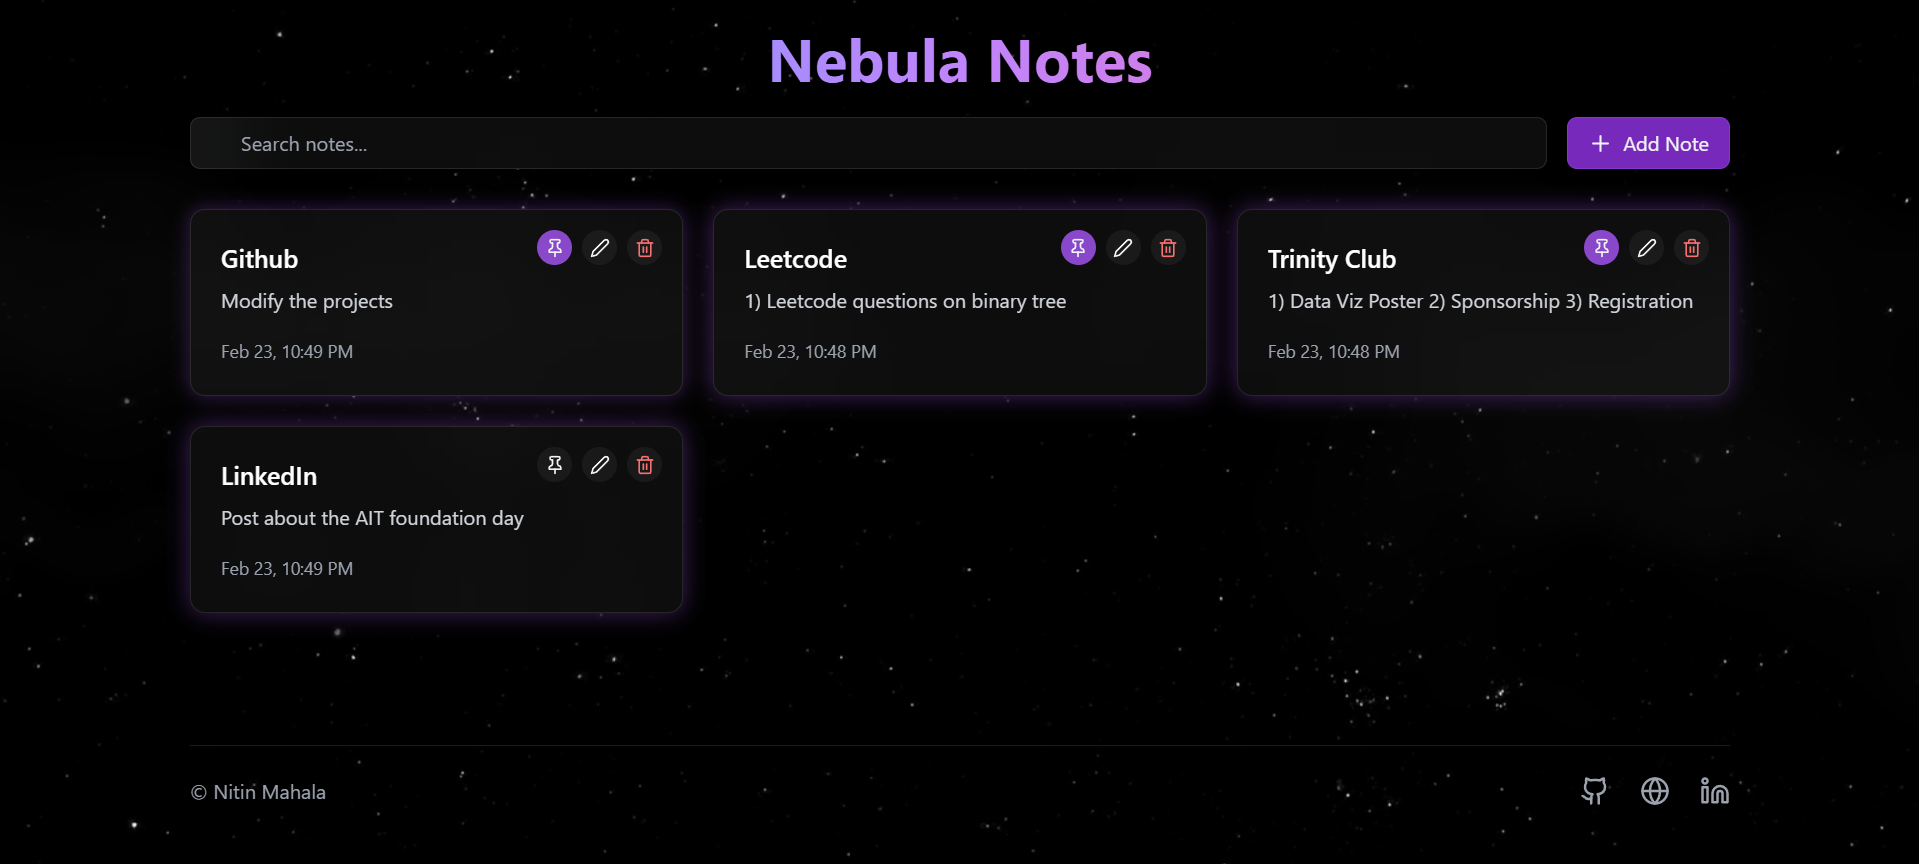 Nebula Notes
Search notes...
Add Note
Github
Modify the projects
Feb 23, 10:49 PM
Leetcode
1) Leetcode questions on binary tree
Feb 23, 10:48 PM
Trinity Club
1) Data Viz Poster 2) Sponsorship 3) Registration
Feb 23, 10:48 PM
LinkedIn
Post about the AIT foundation day
Feb 23, 10:49 PM
© Nitin Mahala